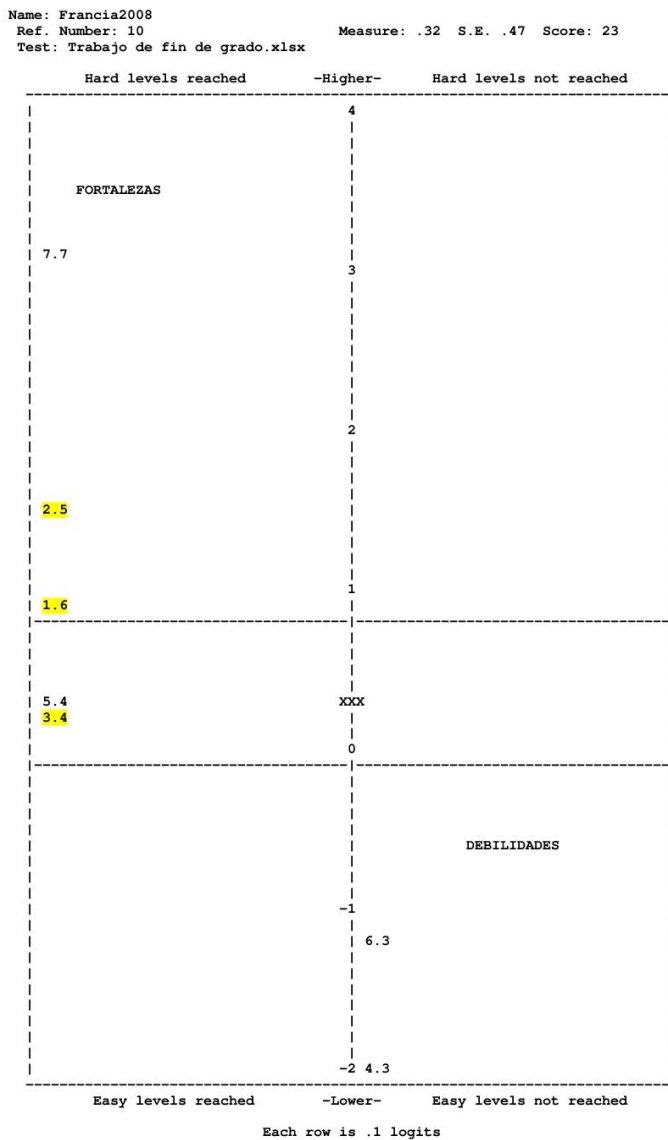 Name: Francia2008
Ref. Number: 10 Measure: .32 S.E. .47 Score: 23
Test: Trabajo de fin de grado.xlsx
Hard levels reached -Higher- Hard levels not reached
4
FORTALEZAS
7.7
3
2
2.5
1
1.6
5.4 XXX
3.4
0
DEBILIDADES
-1
6.3
-2 4.3
Easy levels reached -Lower- Easy levels not reached
Each row is .1 logits